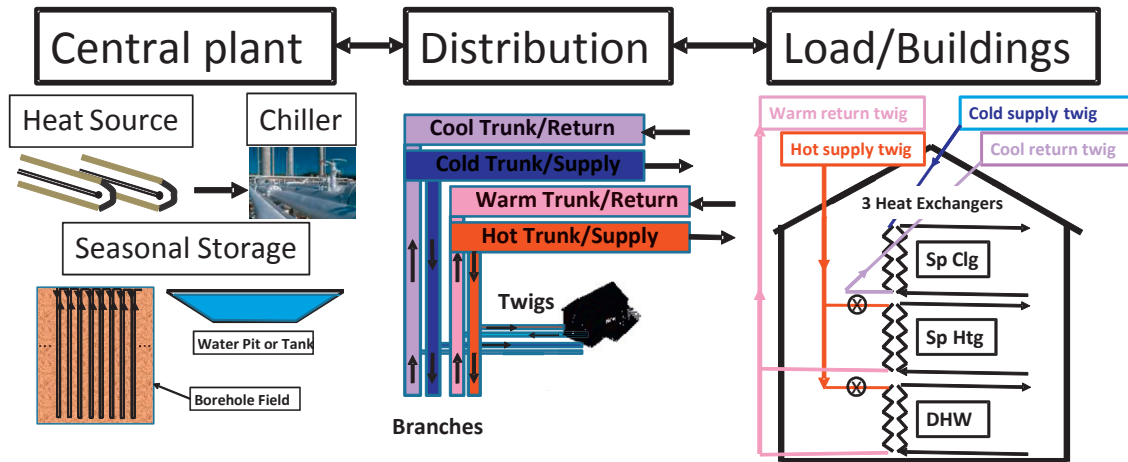 Central plant
Distribution
Load/Buildings
Heat Source
Chiller
Seasonal Storage
Water Pit or Tank
Borehole Field
Cool Trunk/Return
Cold Trunk/Supply
Warm Trunk/Return
Hot Trunk/Supply
Twigs
Branches
Warm return twig
Cold supply twig
Hot supply twig
Cool return twig
3 Heat Exchangers
Sp Clg
X
Sp Htg
X
DHW